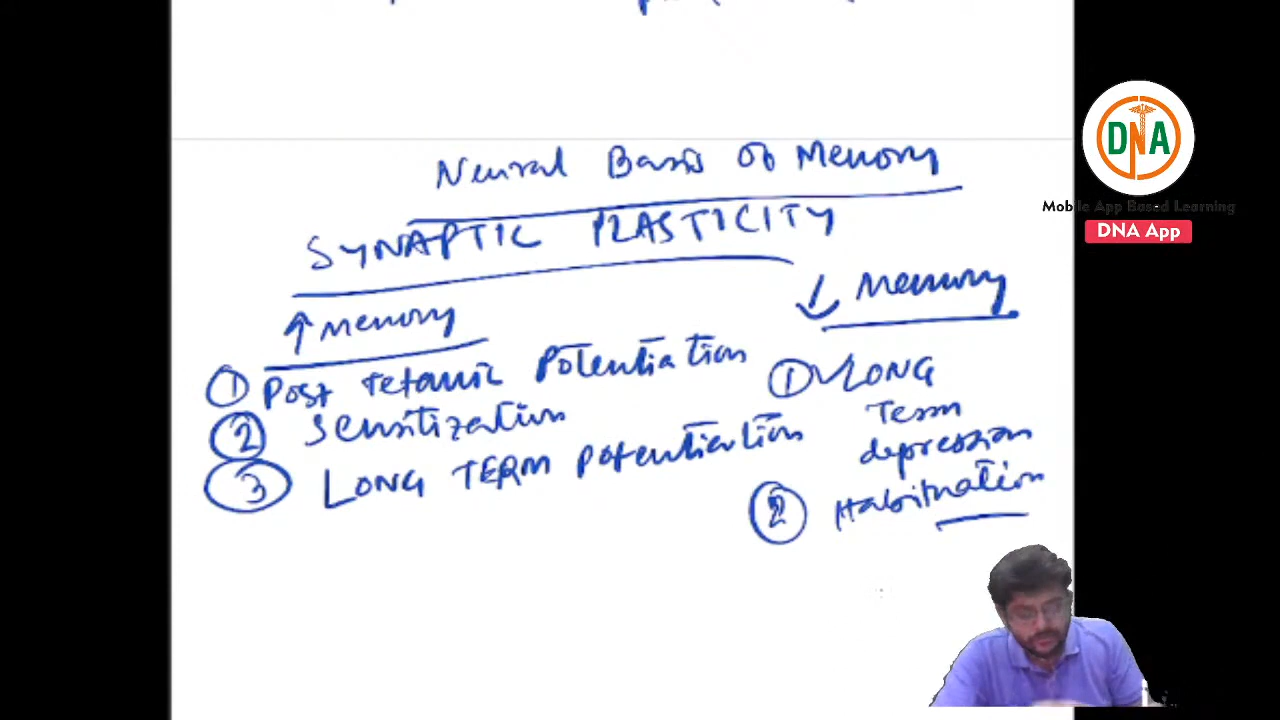 Neural Basis of Memory
SYNAPTIC PLASTICITY
↑ Memory
① Post Tetanic Potentiation
② Sensitization
③ LONG TERM Potentiation
↓ Memory
① LONG
Term
depression
② Habituation
DNA
Mobile App Based Learning
DNA App